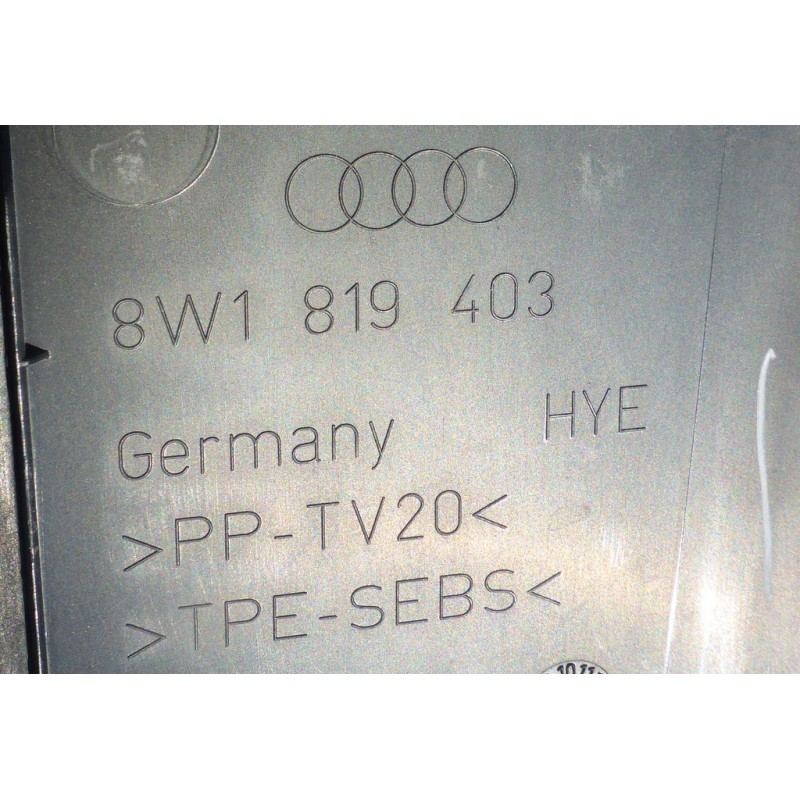 8W1 819 403
Germany HYE
>PP-TV20<
>TPE-SEBS<